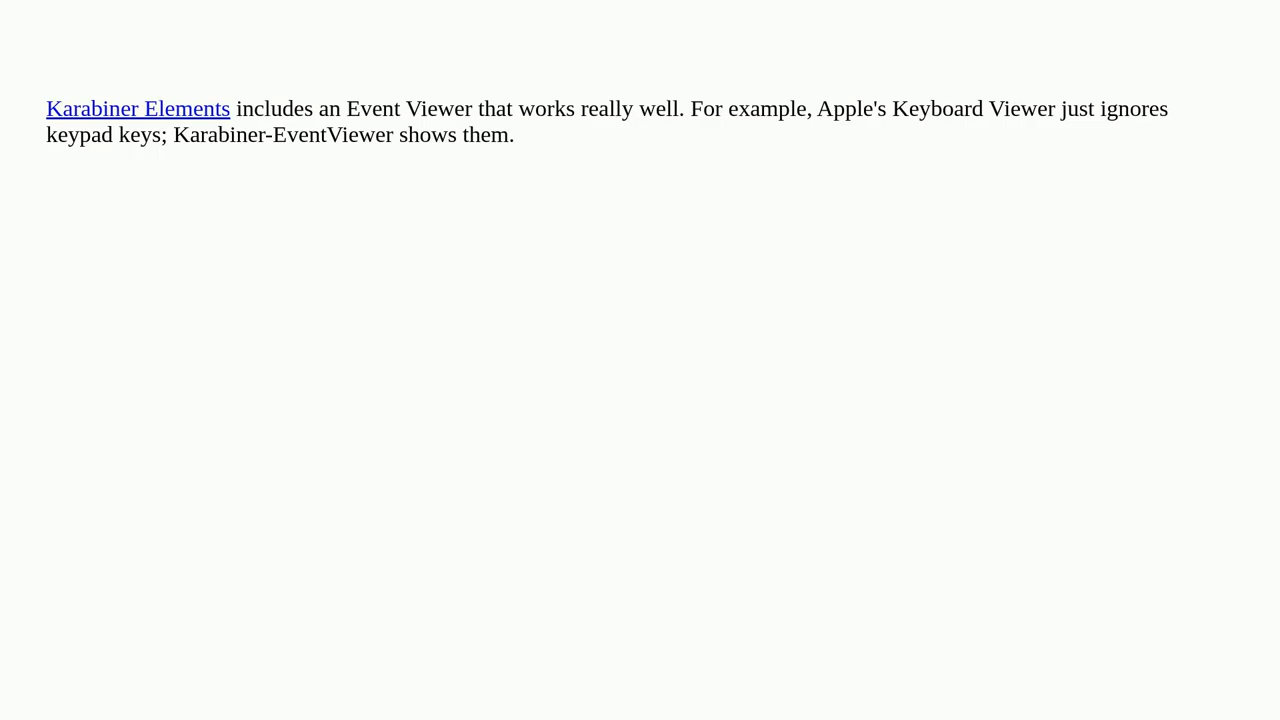 Karabiner Elements includes an Event Viewer that works really well. For example, Apple's Keyboard Viewer just ignores
keypad keys; Karabiner-EventViewer shows them.